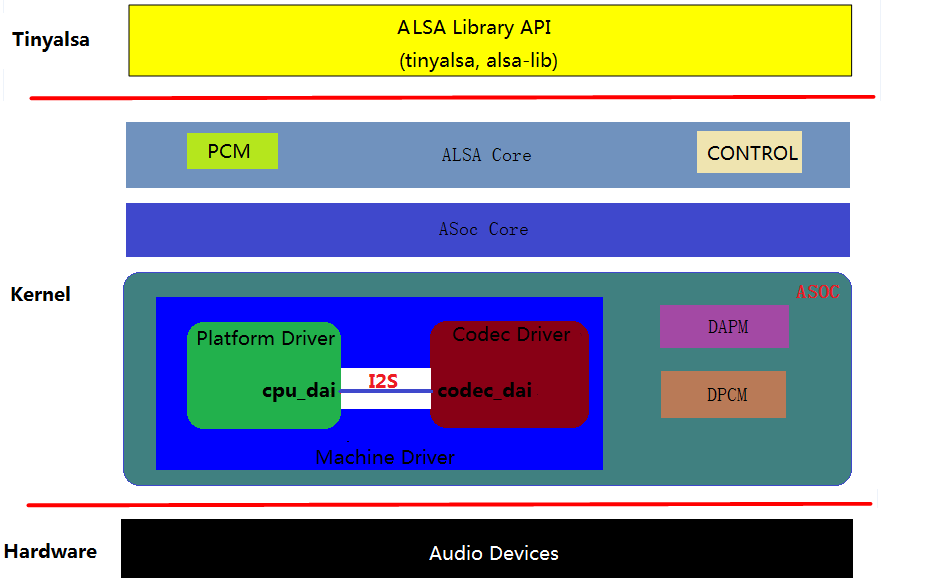 Tinyalsa
ALSA Library API
(tinyalsa, alsa-lib)
PCM
ALSA Core
CONTROL
ASoc Core
Kernel
ASOC
Platform Driver
Codec Driver
DAPM
I2S
cpu_dai
codec_dai
DPCM
Machine Driver
Hardware
Audio Devices